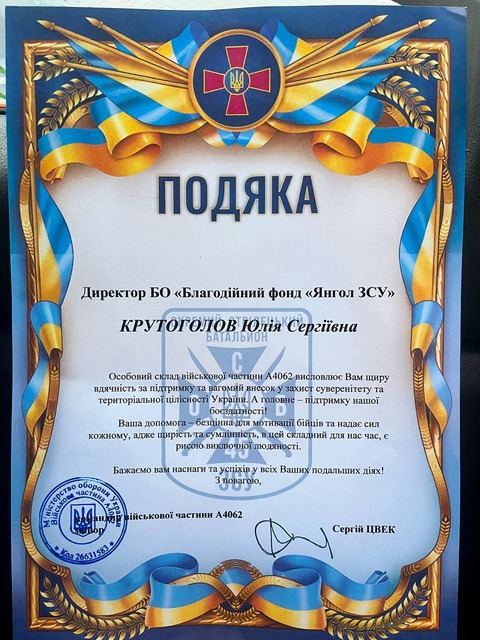 ПОДЯКА
Директор БО «Благодійний фонд «Янгол ЗСУ»
КРУТОГОЛОВ Юлія Сергіївна
ОКРЕМИЙ СТРІЛЕЦЬКИЙ
БАТАЛЬЙОН
Особовий склад військової частини А4062 висловлює Вам щиру
вдячність за підтримку та вагомий внесок у захист суверенітету та
територіальної цілісності України. А головне – підтримку нашої
боєздатності!
Ваша допомога – безцінна для мотивації бійців та надає сил
кожному, адже щирість та сумлінність, в цей складний для нас час, є
рисою виключної людяності.
48
ЗСУ
Бажаємо вам наснаги та успіхів у всіх Ваших подальших діях!
З повагою,
Міністерство оборони України
Військова частина А4062
Код 26631583
командир військової частини А4062
майор
Сергій ЦВЕК